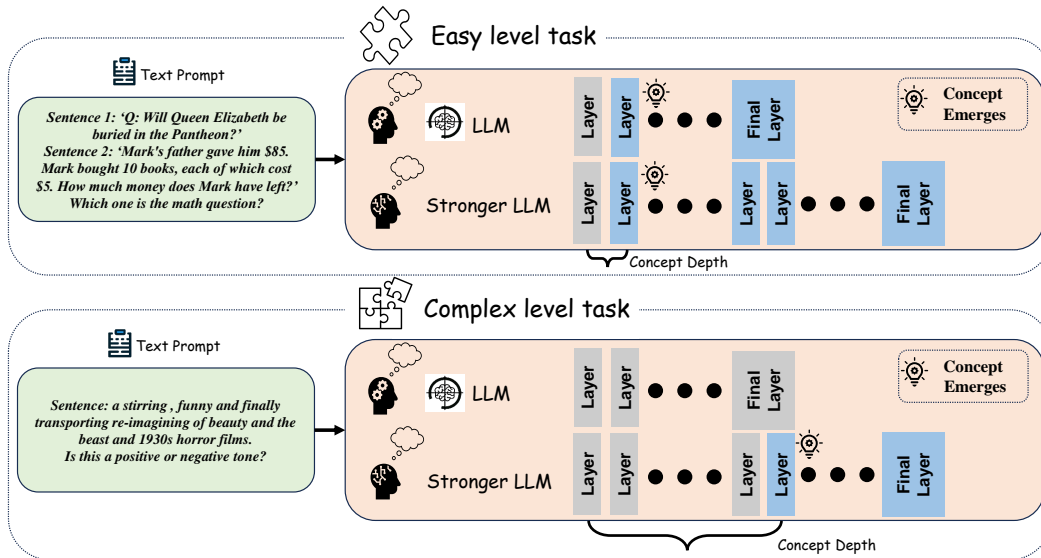 Easy level task
Text Prompt
Sentence 1: ‘Q: Will Queen Elizabeth be
buried in the Pantheon?’
Sentence 2: ‘Mark's father gave him $85.
Mark bought 10 books, each of which cost
$5. How much money does Mark have left?’
Which one is the math question?
LLM
Layer
Layer
Final
Layer
Concept
Emerges
Stronger LLM
Layer
Layer
Layer
Layer
Final
Layer
Concept Depth
Complex level task
Text Prompt
Sentence: a stirring , funny and finally
transporting re-imagining of beauty and the
beast and 1930s horror films.
Is this a positive or negative tone?
LLM
Layer
Layer
Final
Layer
Concept
Emerges
Stronger LLM
Layer
Layer
Layer
Layer
Final
Layer
Concept Depth